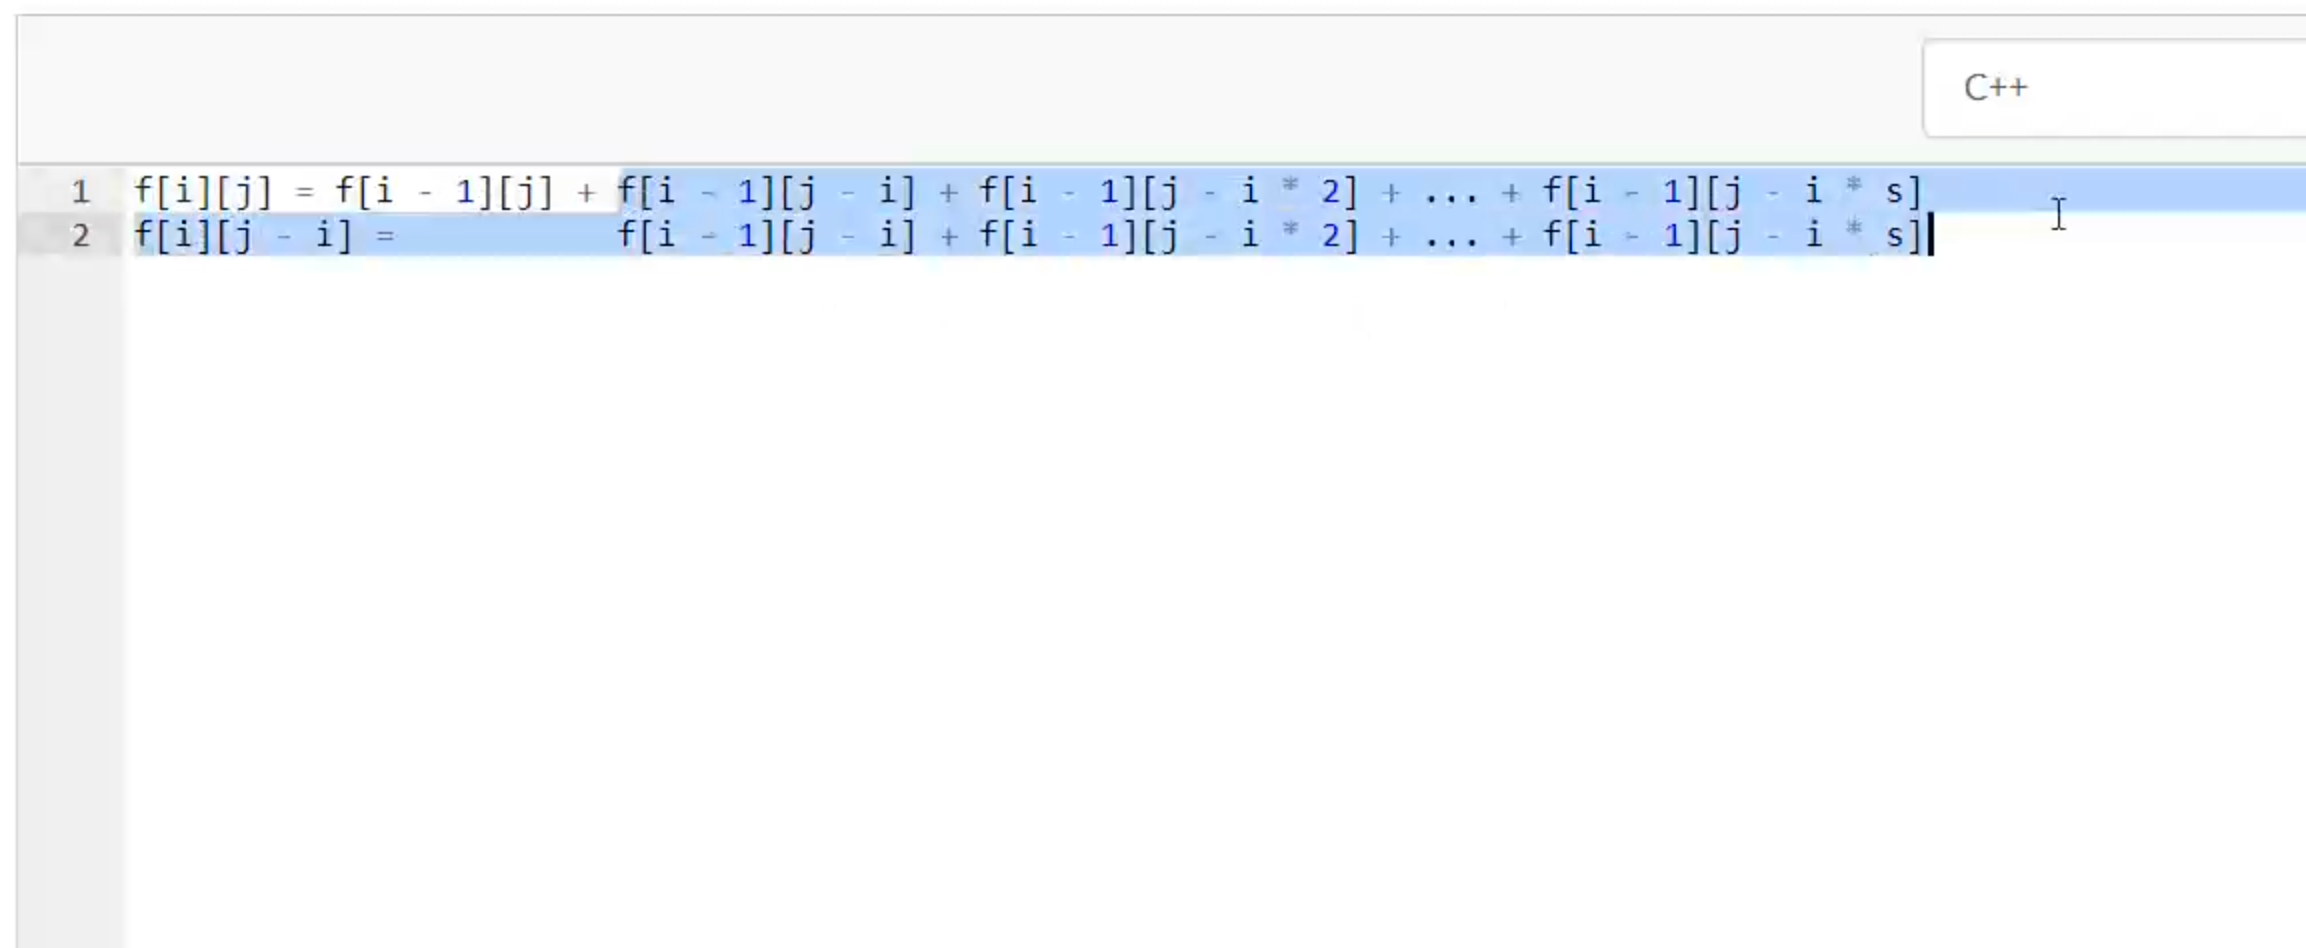 C++
1 f[i][j] = f[i - 1][j] + f[i - 1][j - i] + f[i - 1][j - i * 2] + ... + f[i - 1][j - i * s]
2 f[i][j - i] =           f[i - 1][j - i] + f[i - 1][j - i * 2] + ... + f[i - 1][j - i * s]